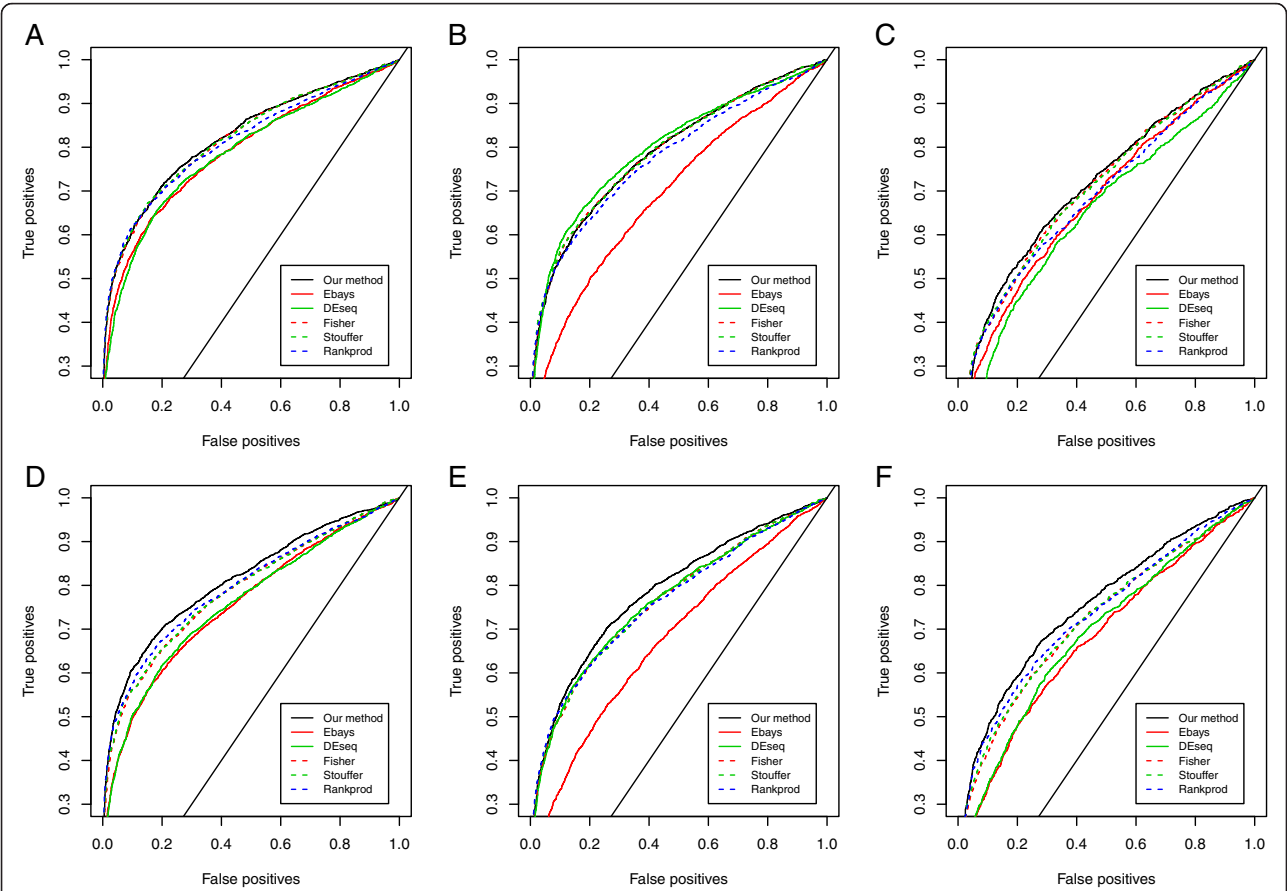 A
True positives
1.0
0.9
0.8
0.7
0.6
0.5
0.4
0.3
Our method
Ebays
DEseq
Fisher
Stouffer
Rankprod
0.0 0.2 0.4 0.6 0.8 1.0
False positives
B
True positives
1.0
0.9
0.8
0.7
0.6
0.5
0.4
0.3
Our method
Ebays
DEseq
Fisher
Stouffer
Rankprod
0.0 0.2 0.4 0.6 0.8 1.0
False positives
C
True positives
1.0
0.9
0.8
0.7
0.6
0.5
0.4
0.3
Our method
Ebays
DEseq
Fisher
Stouffer
Rankprod
0.0 0.2 0.4 0.6 0.8 1.0
False positives
D
True positives
1.0
0.9
0.8
0.7
0.6
0.5
0.4
0.3
Our method
Ebays
DEseq
Fisher
Stouffer
Rankprod
0.0 0.2 0.4 0.6 0.8 1.0
False positives
E
True positives
1.0
0.9
0.8
0.7
0.6
0.5
0.4
0.3
Our method
Ebays
DEseq
Fisher
Stouffer
Rankprod
0.0 0.2 0.4 0.6 0.8 1.0
False positives
F
True positives
1.0
0.9
0.8
0.7
0.6
0.5
0.4
0.3
Our method
Ebays
DEseq
Fisher
Stouffer
Rankprod
0.0 0.2 0.4 0.6 0.8 1.0
False positives